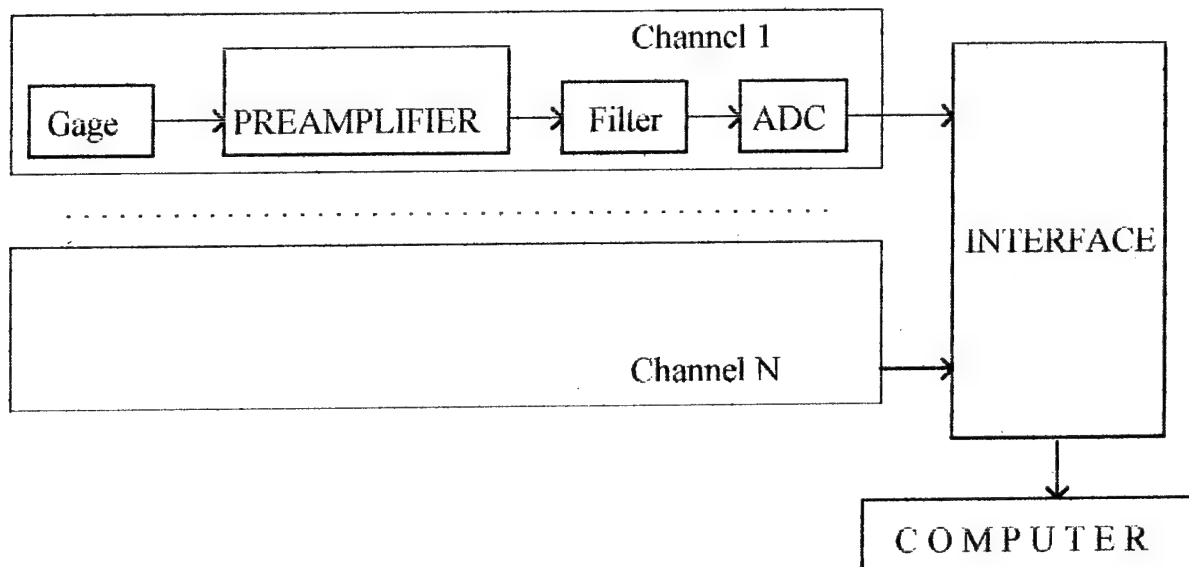 Channel 1
Gage
PREAMPLIFIER
Filter
ADC
INTERFACE
Channel N
COMPUTER